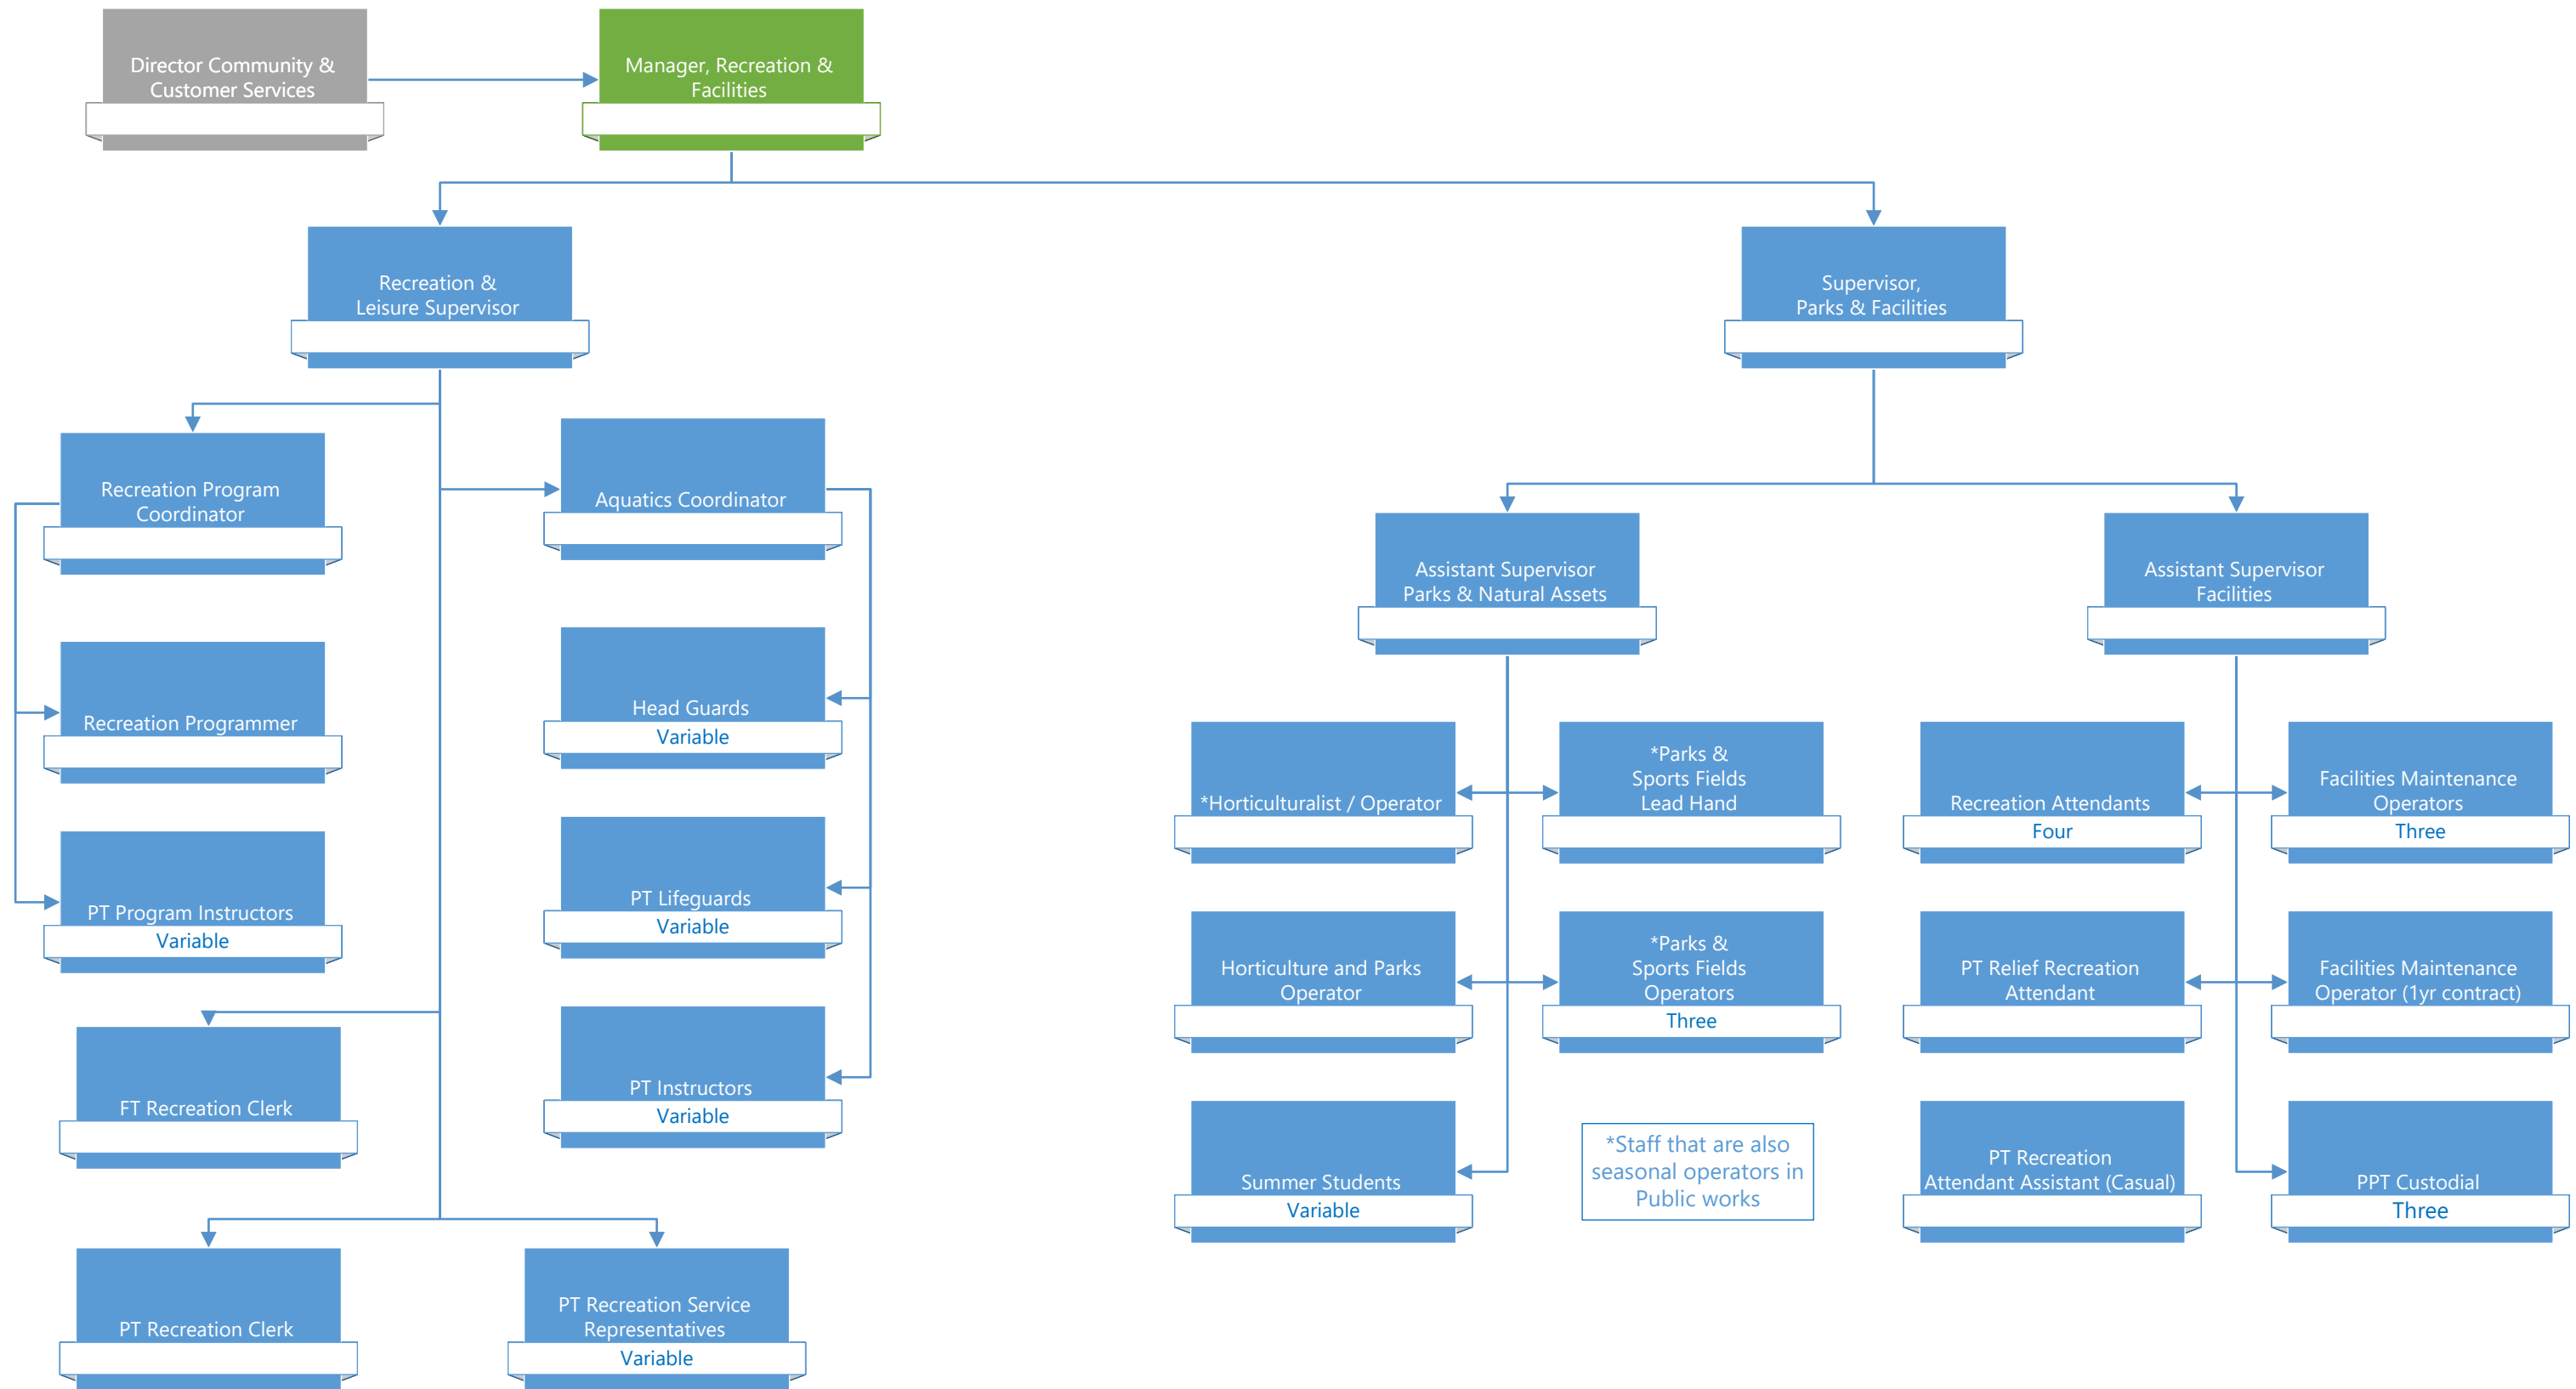 Director Community &
Customer Services
Manager, Recreation &
Facilities
Recreation &
Leisure Supervisor
Supervisor,
Parks & Facilities
Recreation Program
Coordinator
Aquatics Coordinator
Assistant Supervisor
Parks & Natural Assets
Assistant Supervisor
Facilities
Recreation Programmer
Head Guards
Variable
*Horticulturalist / Operator
*Parks &
Sports Fields
Lead Hand
Recreation Attendants
Four
Facilities Maintenance
Operators
Three
PT Program Instructors
Variable
PT Lifeguards
Variable
Horticulture and Parks
Operator
*Parks &
Sports Fields
Operators
Three
PT Relief Recreation
Attendant
Facilities Maintenance
Operator (1yr contract)
FT Recreation Clerk
PT Instructors
Variable
Summer Students
Variable
*Staff that are also
seasonal operators in
Public works
PT Recreation
Attendant Assistant (Casual)
PPT Custodial
Three
PT Recreation Clerk
PT Recreation Service
Representatives
Variable